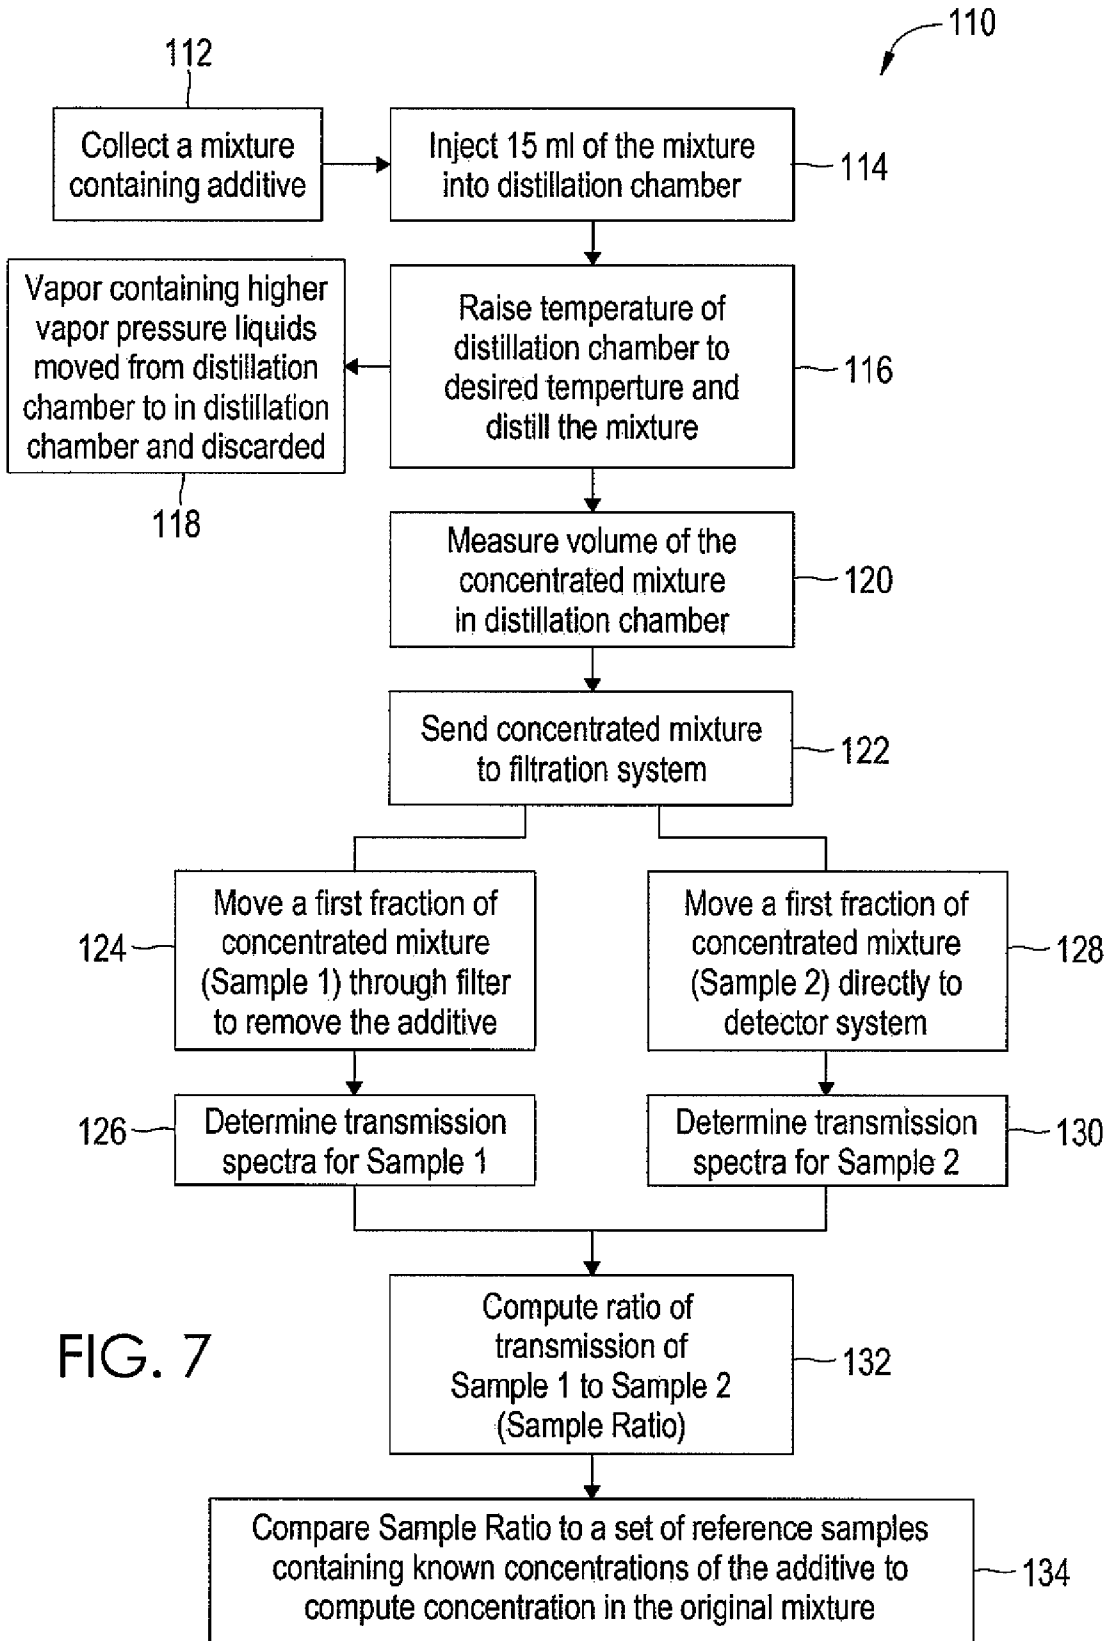 110
112
Collect a mixture
containing additive
Inject 15 ml of the mixture
into distillation chamber
114
Vapor containing higher
vapor pressure liquids
moved from distillation
chamber to in distillation
chamber and discarded
118
Raise temperature of
distillation chamber to
desired temperture and
distill the mixture
116
Measure volume of the
concentrated mixture
in distillation chamber
120
Send concentrated mixture
to filtration system
122
124
Move a first fraction of
concentrated mixture
(Sample 1) through filter
to remove the additive
Move a first fraction of
concentrated mixture
(Sample 2) directly to
detector system
128
126
Determine transmission
spectra for Sample 1
Determine transmission
spectra for Sample 2
130
Compute ratio of
transmission of
Sample 1 to Sample 2
(Sample Ratio)
132
FIG. 7
Compare Sample Ratio to a set of reference samples
containing known concentrations of the additive to
compute concentration in the original mixture
134